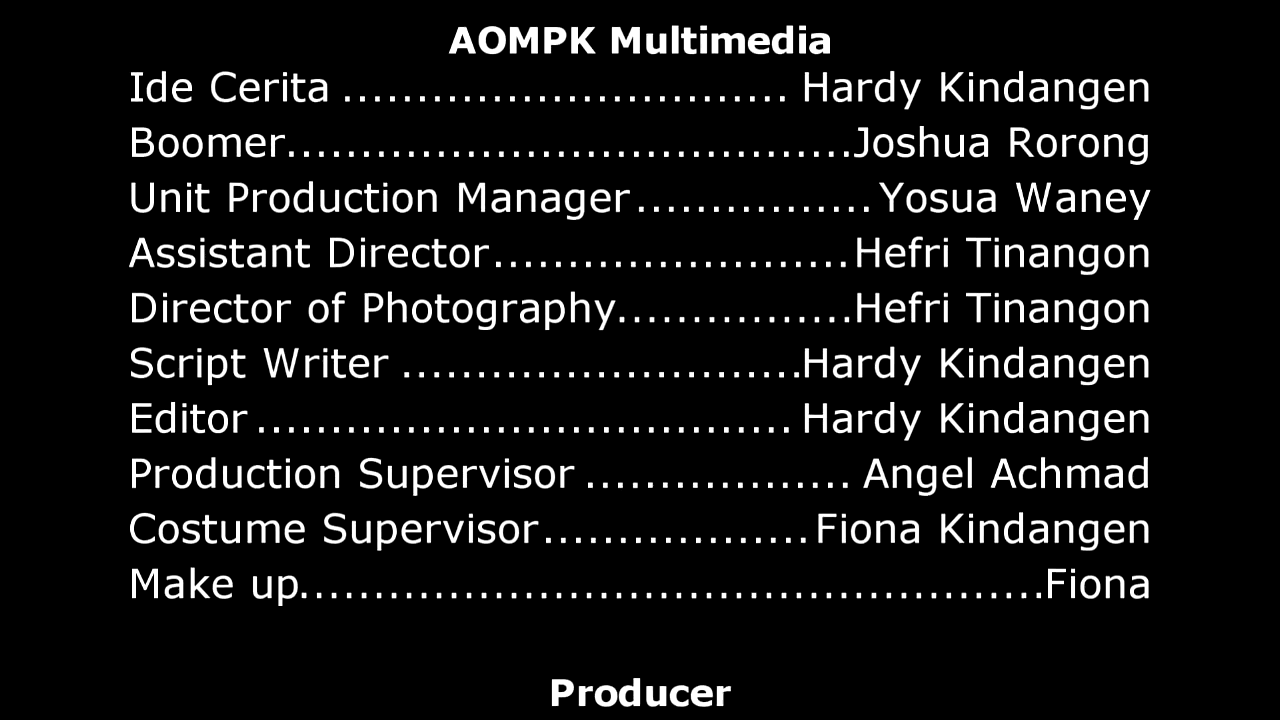 AOMPK Multimedia
Ide Cerita .............................. Hardy Kindangen
Boomer......................................Joshua Rorong
Unit Production Manager................ Yosua Waney
Assistant Director........................Hefri Tinangon
Director of Photography................Hefri Tinangon
Script Writer ...........................Hardy Kindangen
Editor .................................... Hardy Kindangen
Production Supervisor .................. Angel Achmad
Costume Supervisor.................. Fiona Kindangen
Make up..................................................Fiona
Producer